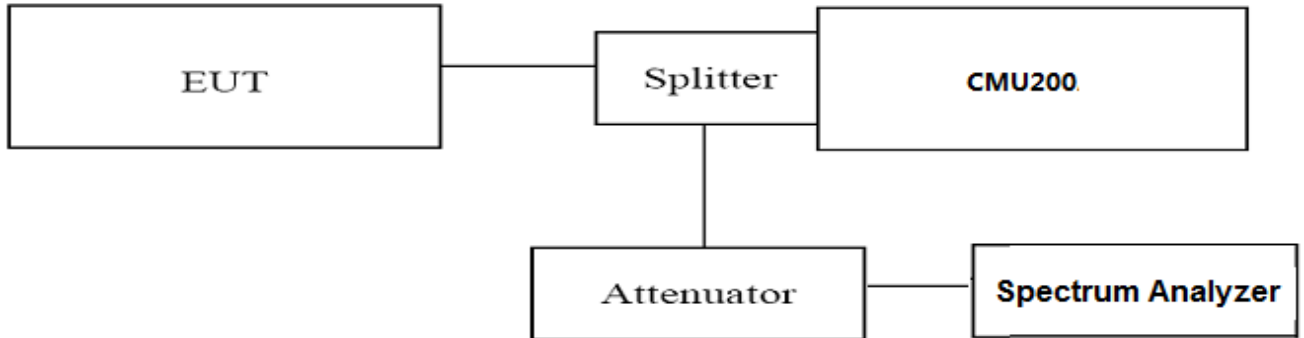 EUT
Splitter
CMU200
Attenuator
Spectrum Analyzer